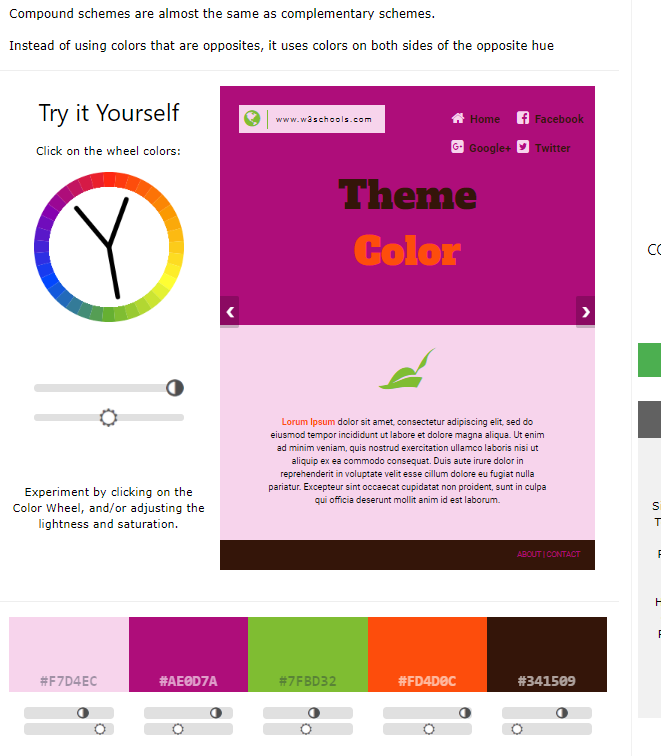 Compound schemes are almost the same as complementary schemes.
Instead of using colors that are opposites, it uses colors on both sides of the opposite hue
Try it Yourself
Click on the wheel colors:
Experiment by clicking on the
Color Wheel, and/or adjusting the
lightness and saturation.
www.w3schools.com
Home
Facebook
Google+
Twitter
Theme
Color
❮
❯
Lorem Ipsum dolor sit amet, consectetur adipiscing elit, sed do
eiusmod tempor incididunt ut labore et dolore magna aliqua. Ut enim
ad minim veniam, quis nostrud exercitation ullamco laboris nisi ut
aliquip ex ea commodo consequat. Duis aute irure dolor in
reprehenderit in voluptate velit esse cillum dolore eu fugiat nulla
pariatur. Excepteur sint occaecat cupidatat non proident, sunt in culpa
qui officia deserunt mollit anim id est laborum.
ABOUT | CONTACT
#F7D4EC
#AE0D7A
#7FBD32
#FD4D0C
#341509